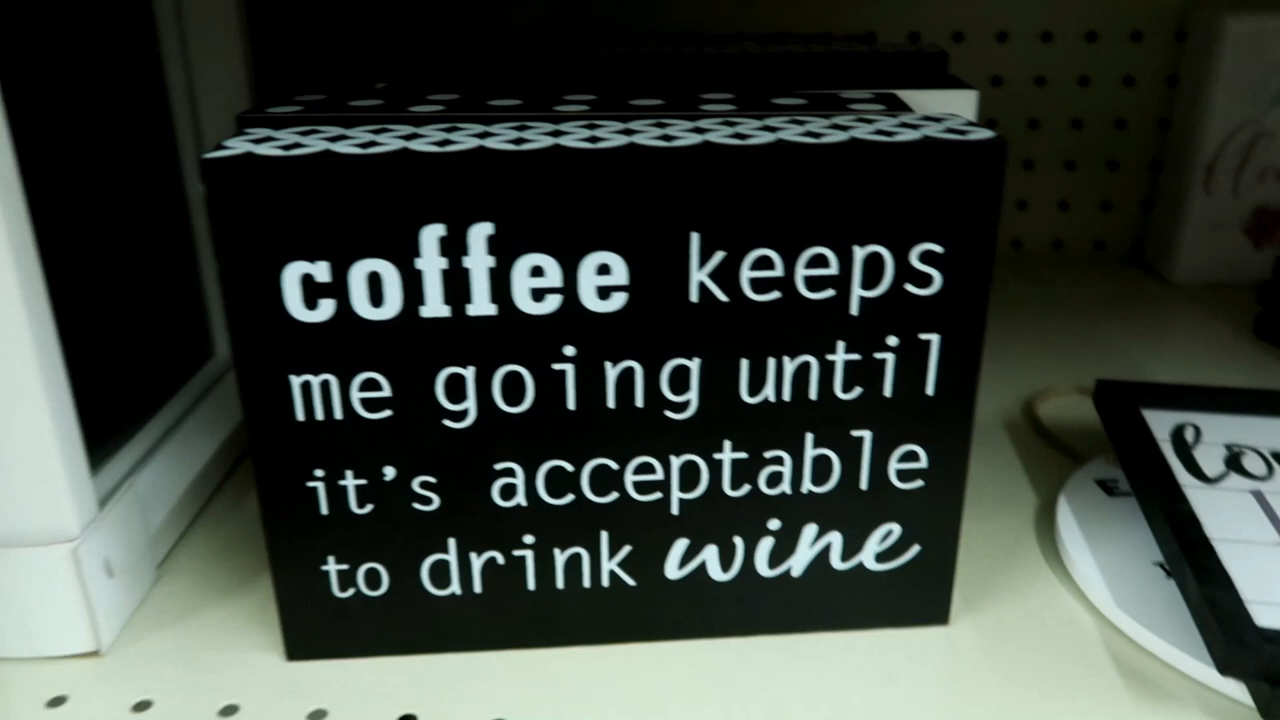 coffee keeps
me going until
it's acceptable
to drink wine